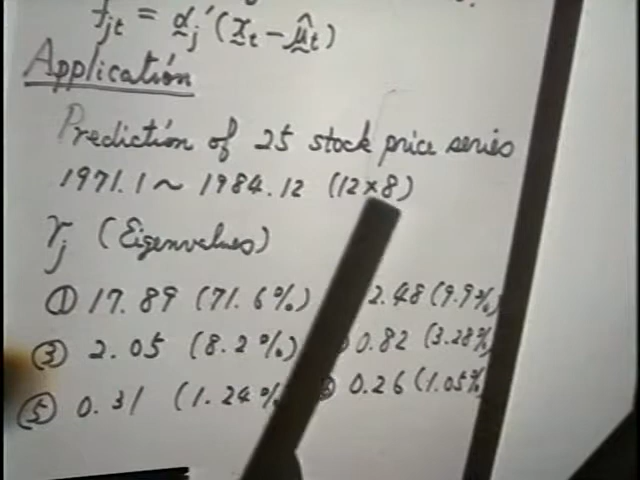 f_jt = α_j'(x_t − μ̂_t)
Application
Prediction of 25 stock price series
1971.1 ~ 1984.12 (12×8)
γ_j (Eigenvalues)
① 17.89 (71.6%) 2.48 (9.9%
③ 2.05 (8.2%) 0.82 (3.28%
⑤ 0.31 (1.24% 0.26 (1.05%